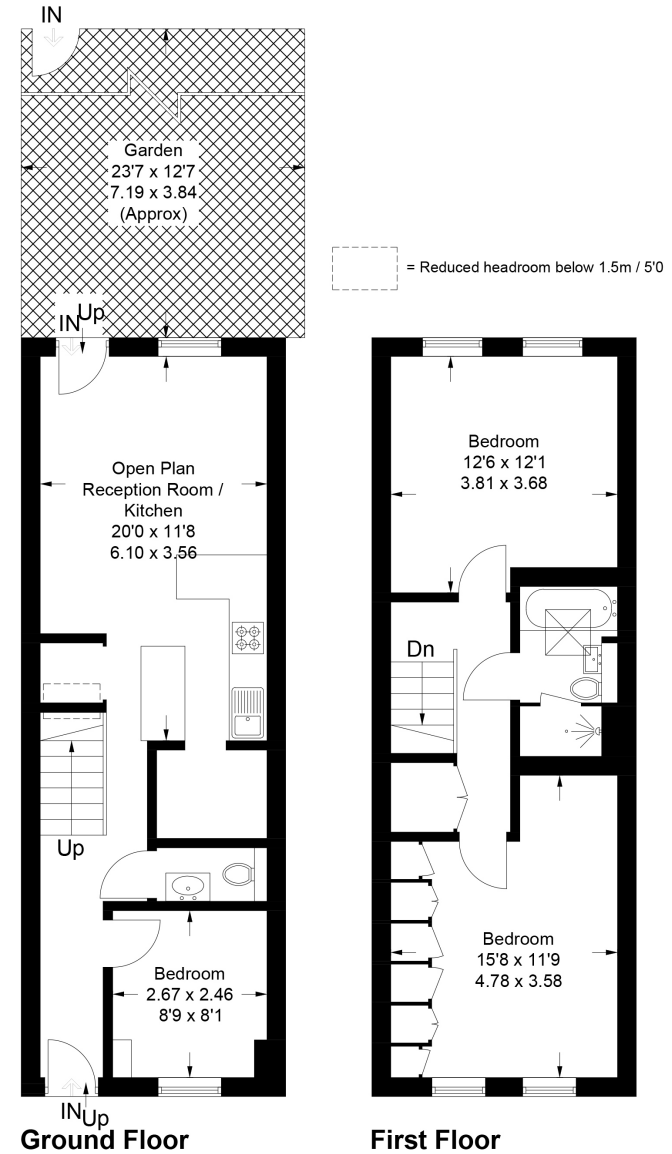 IN
Garden
23'7 x 12'7
7.19 x 3.84
(Approx)
= Reduced headroom below 1.5m / 5'0
Up
IN
Open Plan
Reception Room /
Kitchen
20'0 x 11'8
6.10 x 3.56
Up
Bedroom
2.67 x 2.46
8'9 x 8'1
IN
Up
Ground Floor
Bedroom
12'6 x 12'1
3.81 x 3.68
Dn
Bedroom
15'8 x 11'9
4.78 x 3.58
First Floor